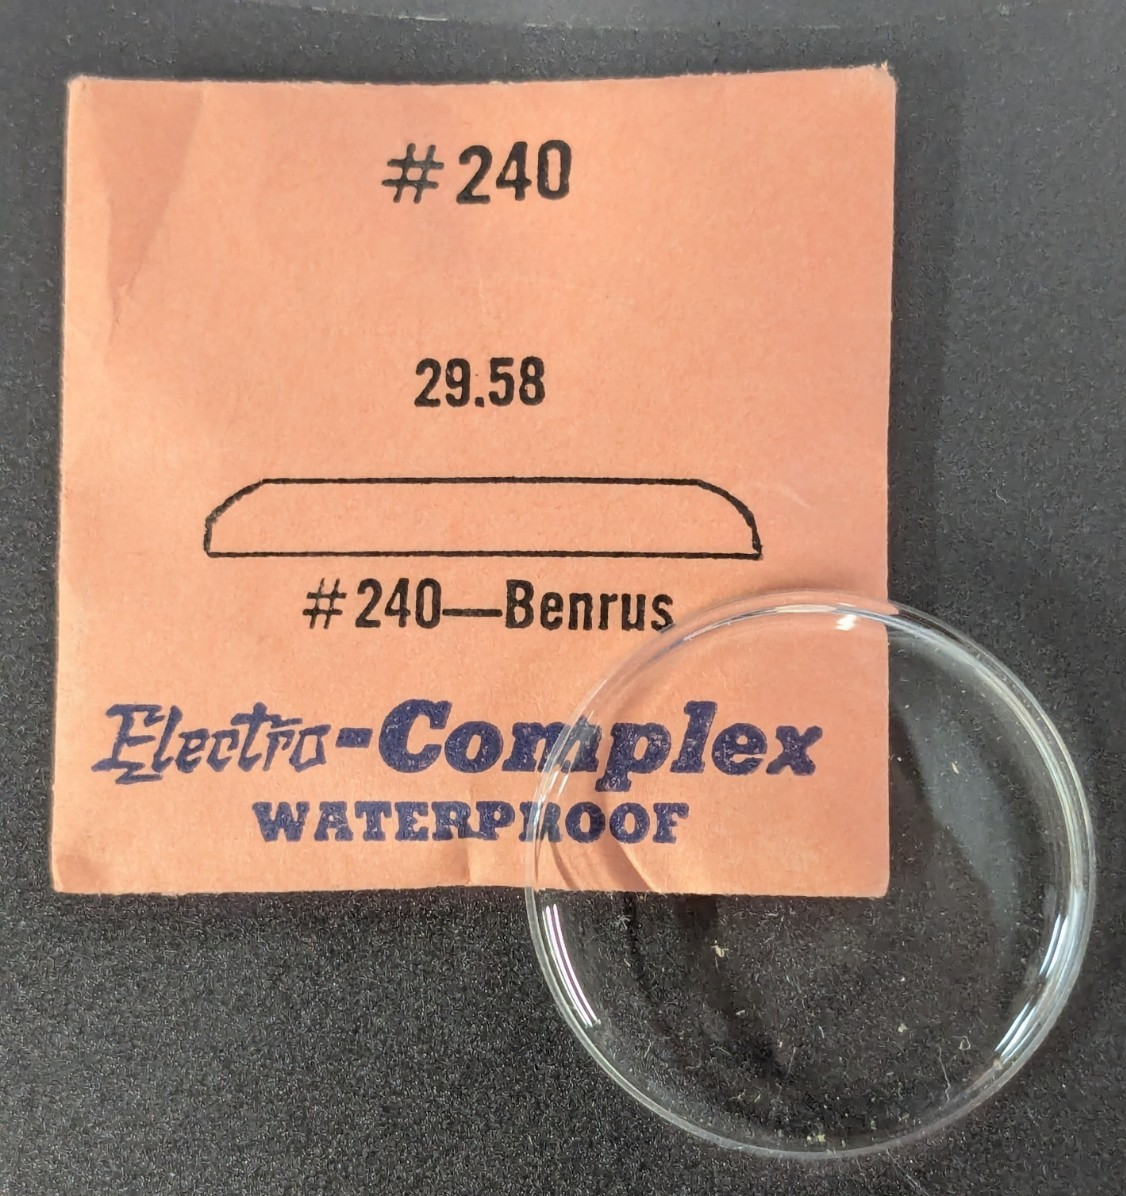 #240
29.58
#240—Benrus
Electro-Complex
WATERPROOF